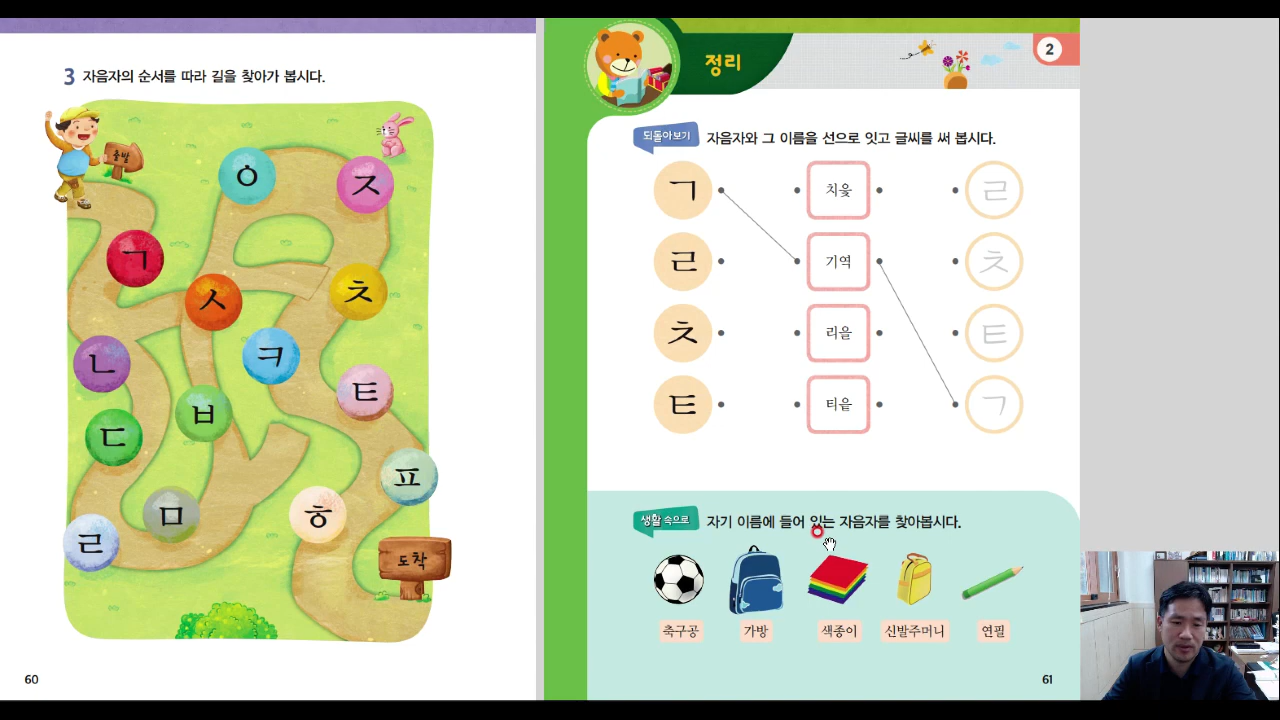 3 자음자의 순서를 따라 길을 찾아가 봅시다.
출발
ㅇ
ㅈ
ㄱ
ㅅ
ㅊ
ㄴ
ㅋ
ㅌ
ㅂ
ㄷ
ㅍ
ㅁ
ㅎ
ㄹ
도착
60
정리
2
되돌아보기 자음자와 그 이름을 선으로 잇고 글씨를 써 봅시다.
ㄱ 치읓 ㄹ
ㄹ 기역 ㅊ
ㅊ 리을 ㅌ
ㅌ 티읕 ㄱ
생활 속으로 자기 이름에 들어 있는 자음자를 찾아봅시다.
축구공 가방 색종이 신발주머니 연필
61